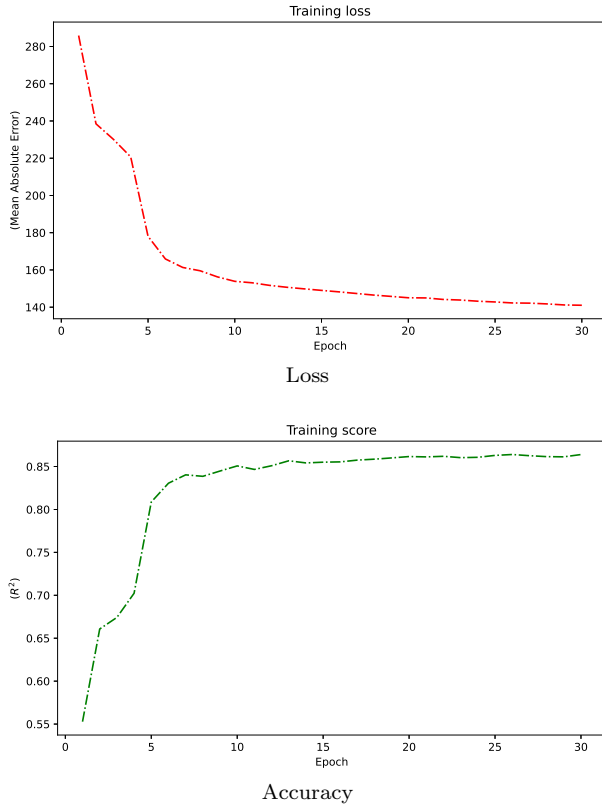 Training loss
280
260
240
220
200
180
160
140
(Mean Absolute Error)
0 5 10 15 20 25 30
Epoch
Loss
Training score
0.85
0.80
0.75
0.70
0.65
0.60
0.55
(R²)
0 5 10 15 20 25 30
Epoch
Accuracy